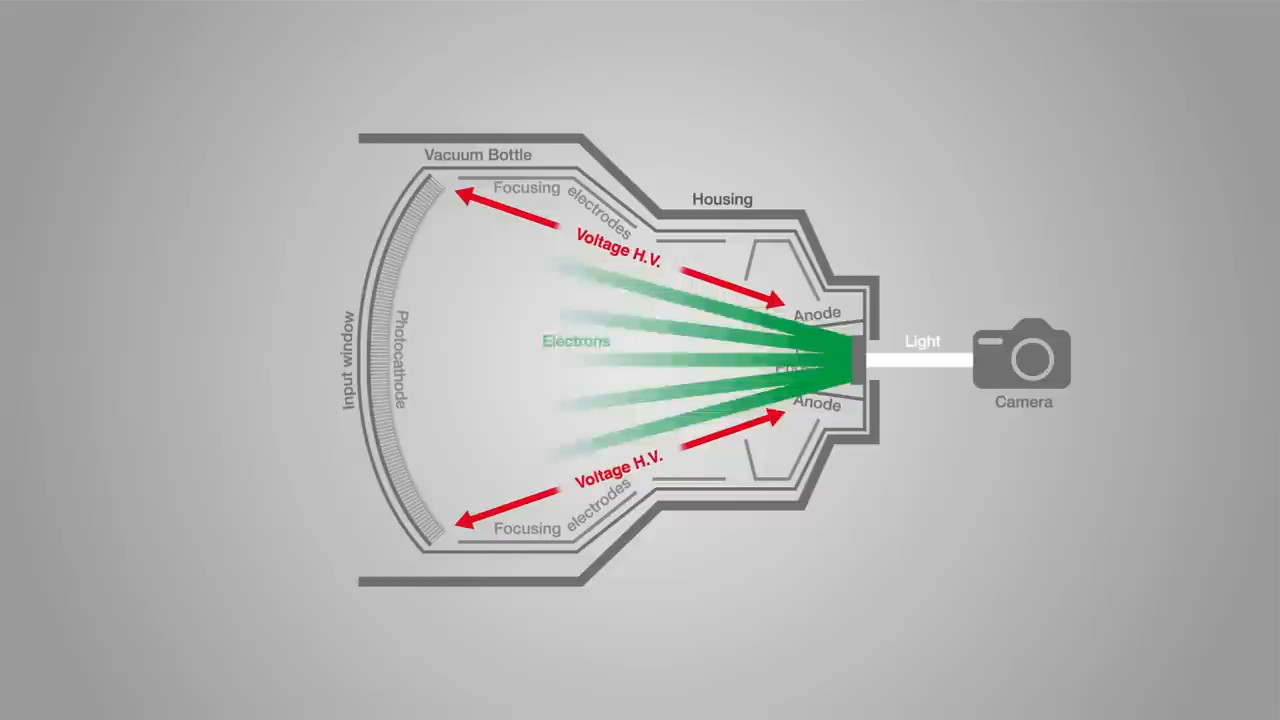 Vacuum Bottle
Focusing electrodes
Housing
Voltage H.V.
Anode
Input window
Photocathode
Electrons
Light
Camera
Anode
Voltage H.V.
Focusing electrodes